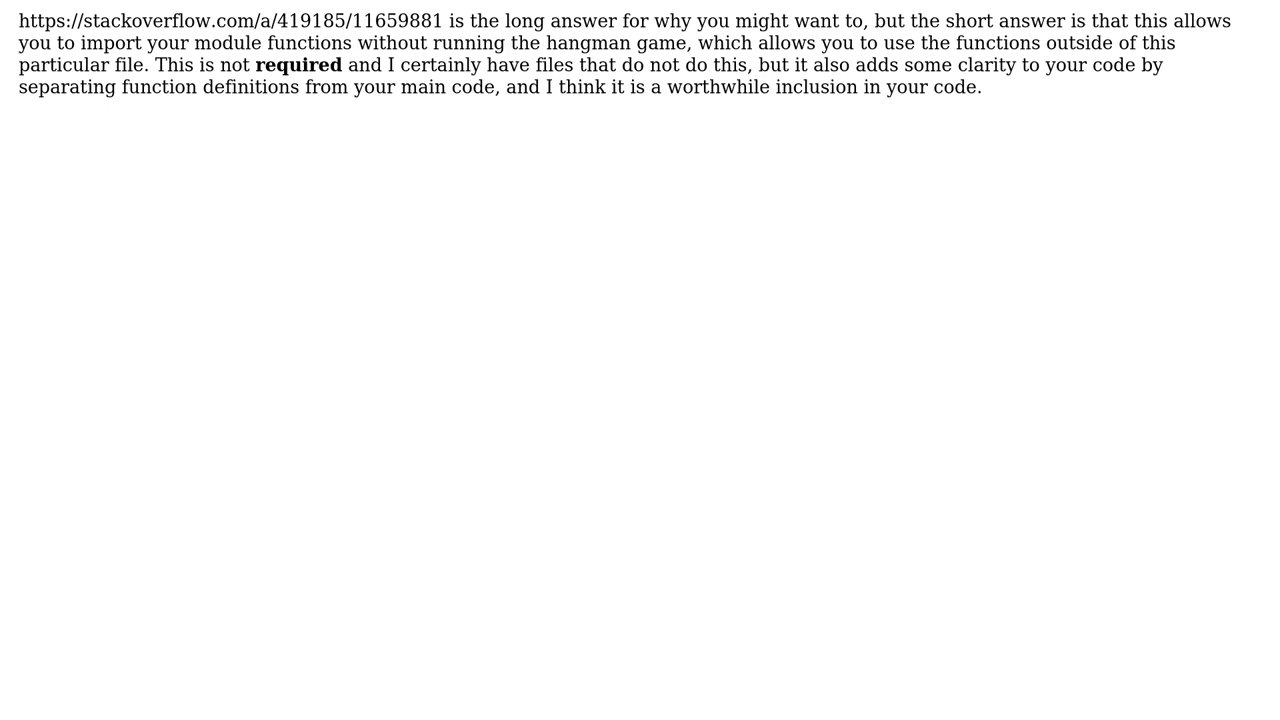 https://stackoverflow.com/a/419185/11659881 is the long answer for why you might want to, but the short answer is that this allows
you to import your module functions without running the hangman game, which allows you to use the functions outside of this
particular file. This is not required and I certainly have files that do not do this, but it also adds some clarity to your code by
separating function definitions from your main code, and I think it is a worthwhile inclusion in your code.